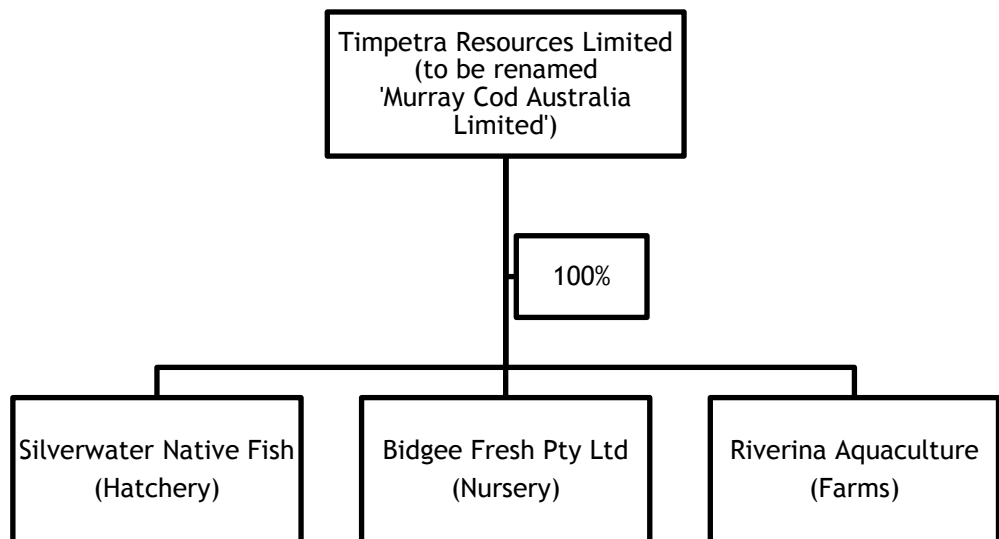 Timpetra Resources Limited
(to be renamed
'Murray Cod Australia
Limited')
100%
Silverwater Native Fish
(Hatchery)
Bidgee Fresh Pty Ltd
(Nursery)
Riverina Aquaculture
(Farms)